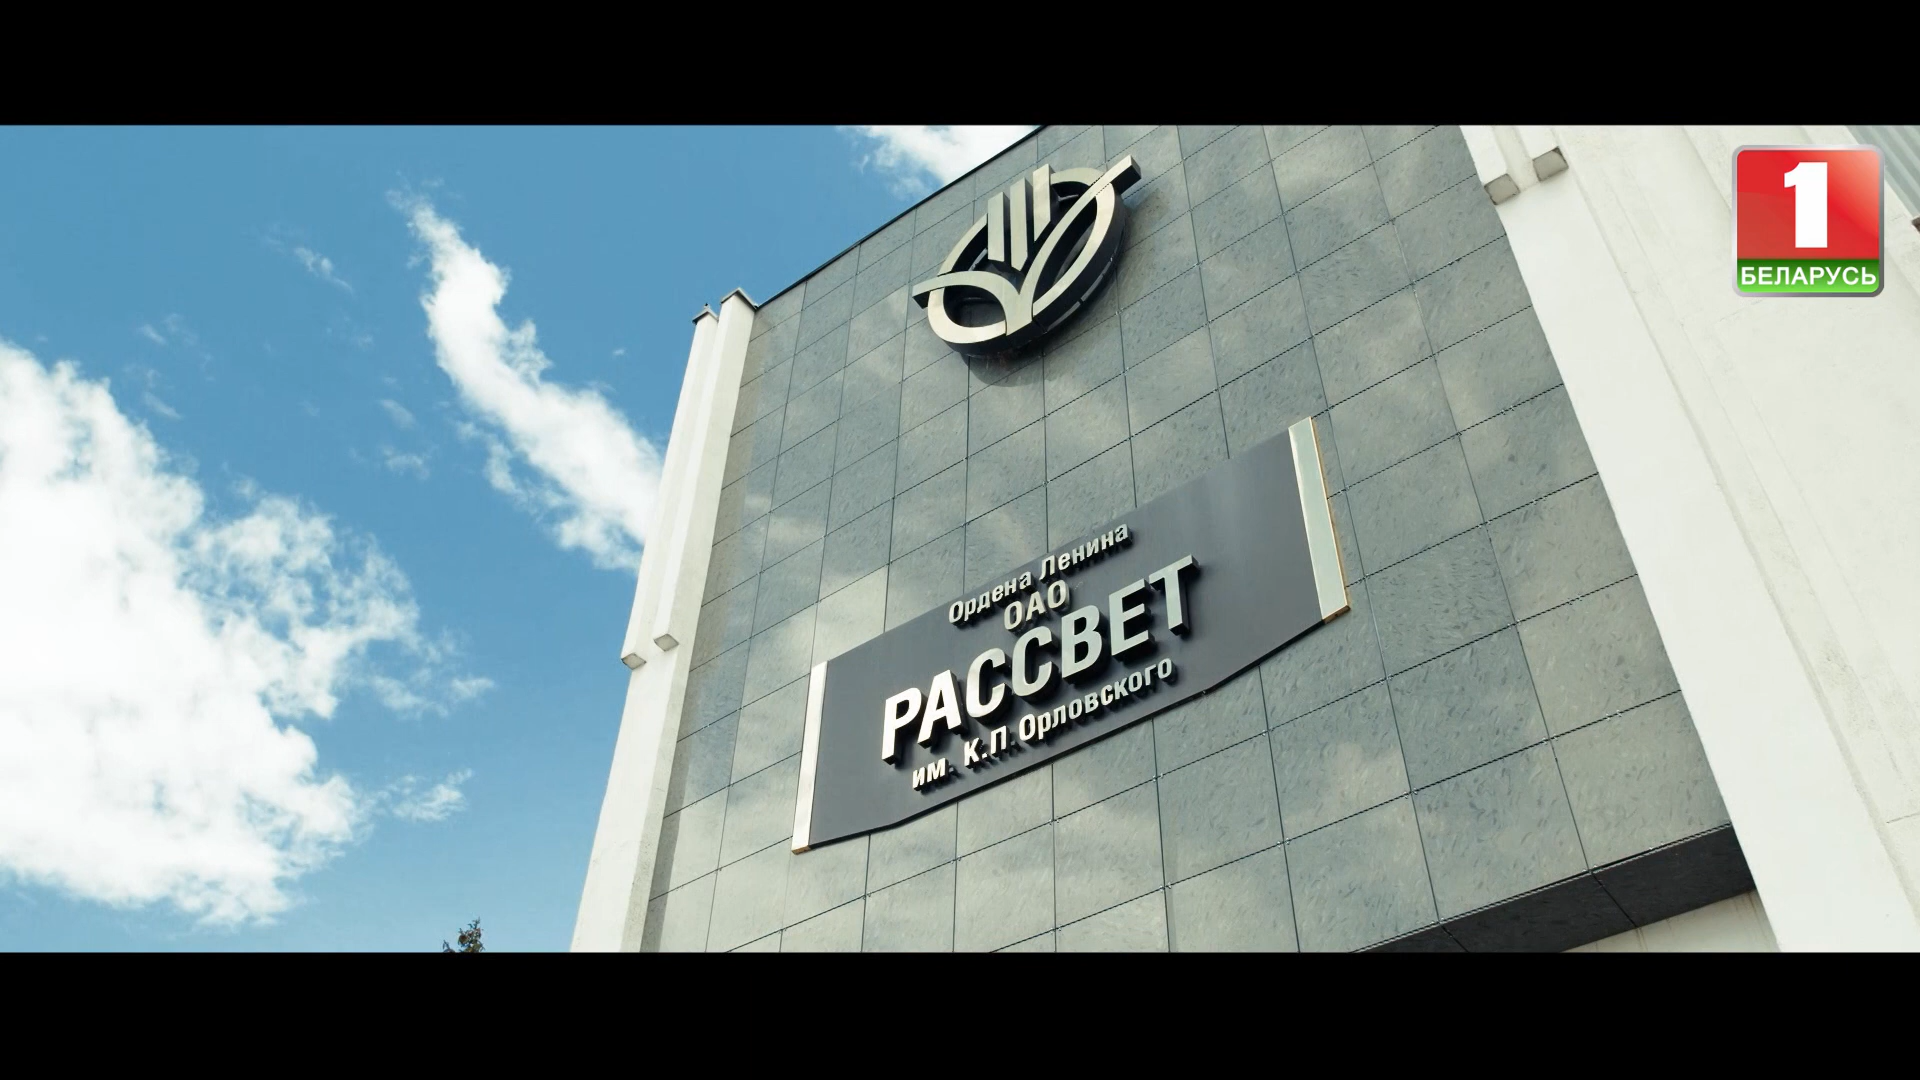 1
БЕЛАРУСЬ
Ордена Ленина
ОАО
РАССВЕТ
им. К.П.Орловского